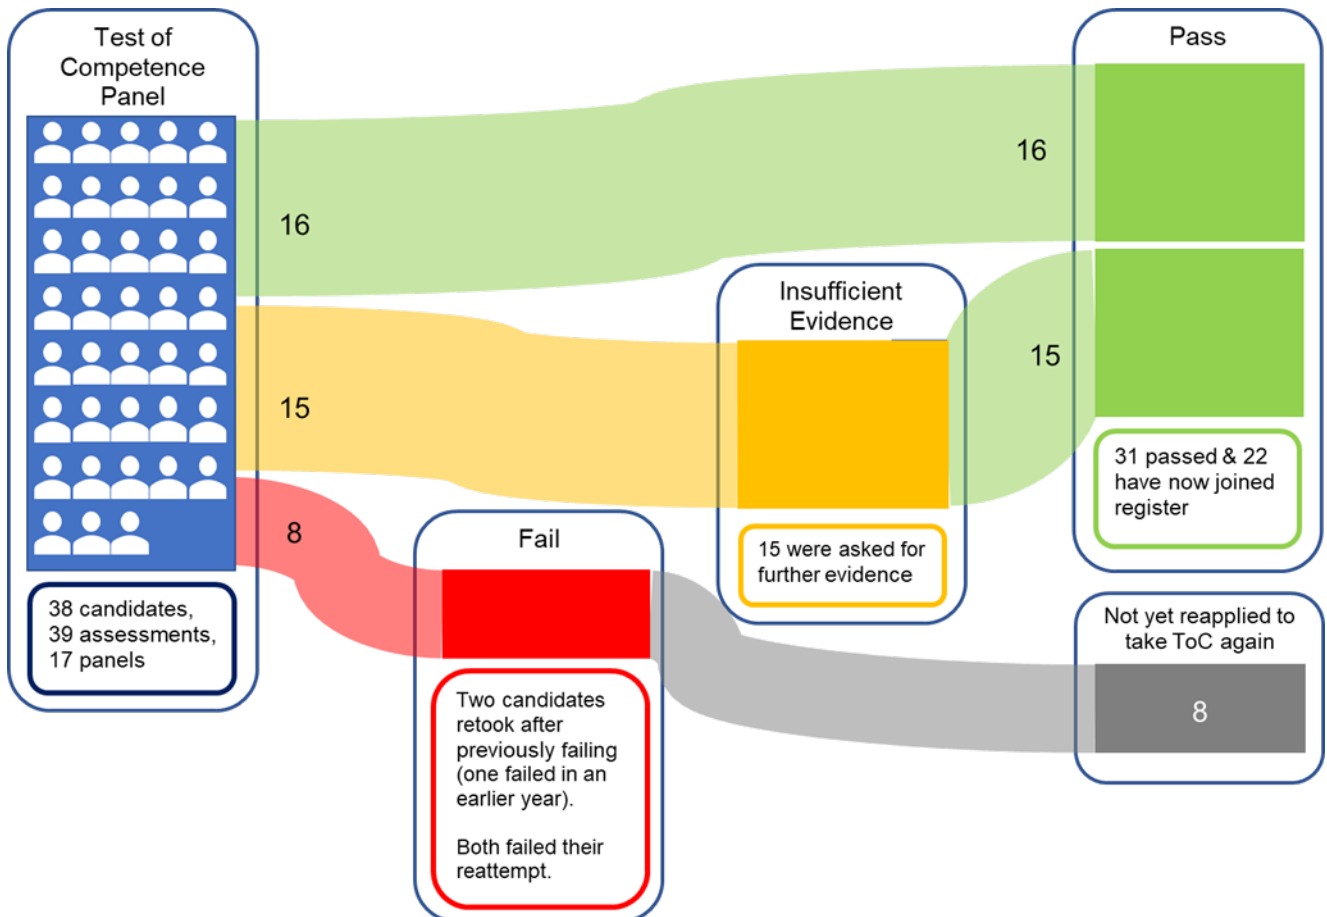 Test of
Competence
Panel
16
15
8
38 candidates,
39 assessments,
17 panels
Fail
Two candidates
retook after
previously failing
(one failed in an
earlier year).
Both failed their
reattempt.
Insufficient
Evidence
15 were asked for
further evidence
16
15
Pass
31 passed & 22
have now joined
register
Not yet reapplied to
take ToC again
8